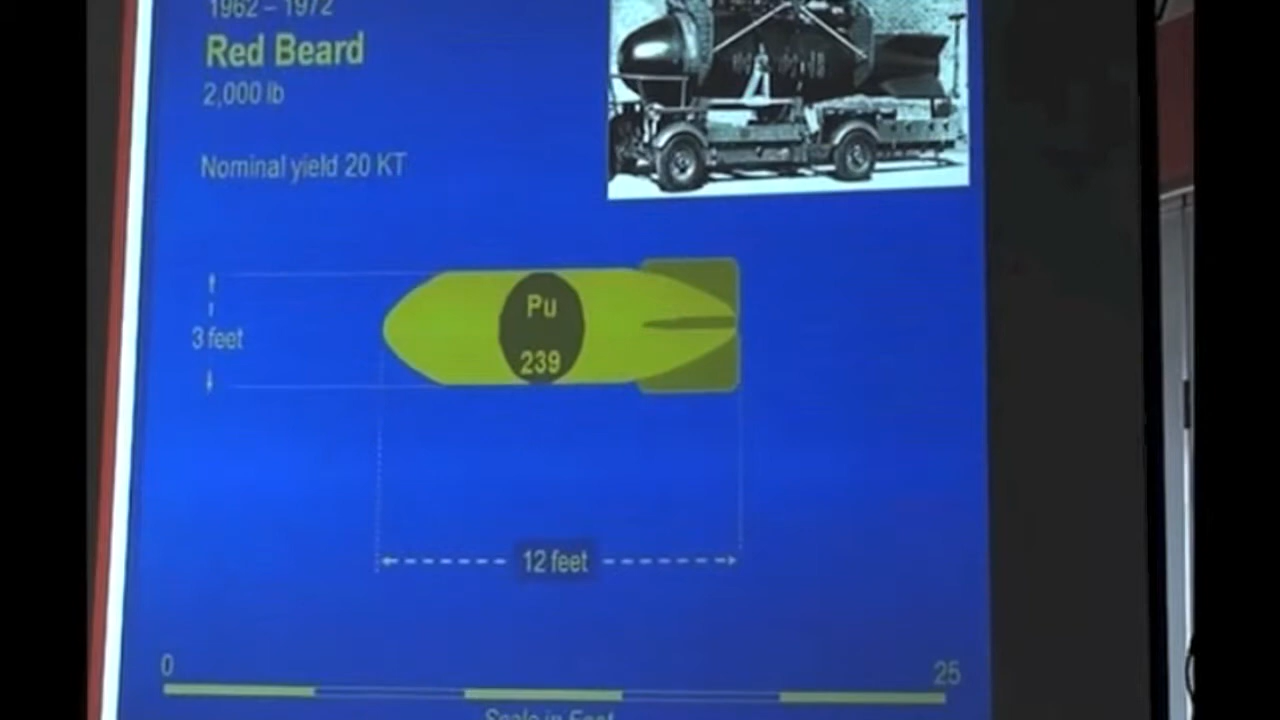 1962 – 1972
Red Beard
2,000 lb
Nominal yield 20 KT
Pu
3 feet
239
12 feet
0
25
Scale in Feet